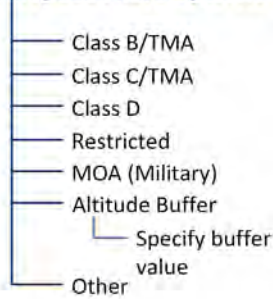 Class B/TMA
Class C/TMA
Class D
Restricted
MOA (Military)
Altitude Buffer
Specify buffer
value
Other